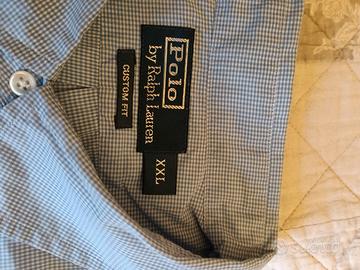 Polo
by Ralph Lauren
XXL
CUSTOM FIT